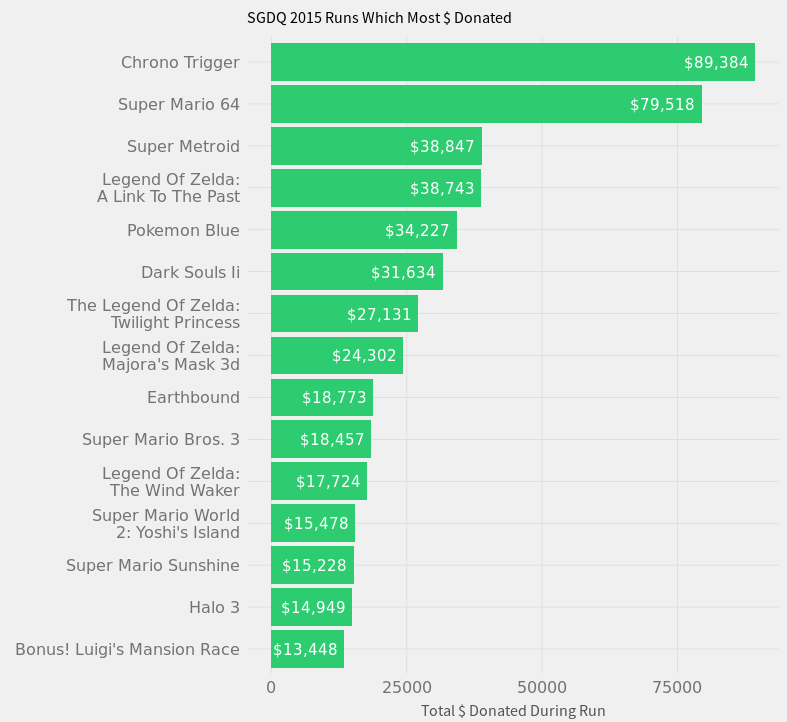 SGDQ 2015 Runs Which Most $ Donated
Chrono Trigger
$89,384
Super Mario 64
$79,518
Super Metroid
$38,847
Legend Of Zelda:
A Link To The Past
$38,743
Pokemon Blue
$34,227
Dark Souls Ii
$31,634
The Legend Of Zelda:
Twilight Princess
$27,131
Legend Of Zelda:
Majora's Mask 3d
$24,302
Earthbound
$18,773
Super Mario Bros. 3
$18,457
Legend Of Zelda:
The Wind Waker
$17,724
Super Mario World
2: Yoshi's Island
$15,478
Super Mario Sunshine
$15,228
Halo 3
$14,949
Bonus! Luigi's Mansion Race
$13,448
0
25000
50000
75000
Total $ Donated During Run